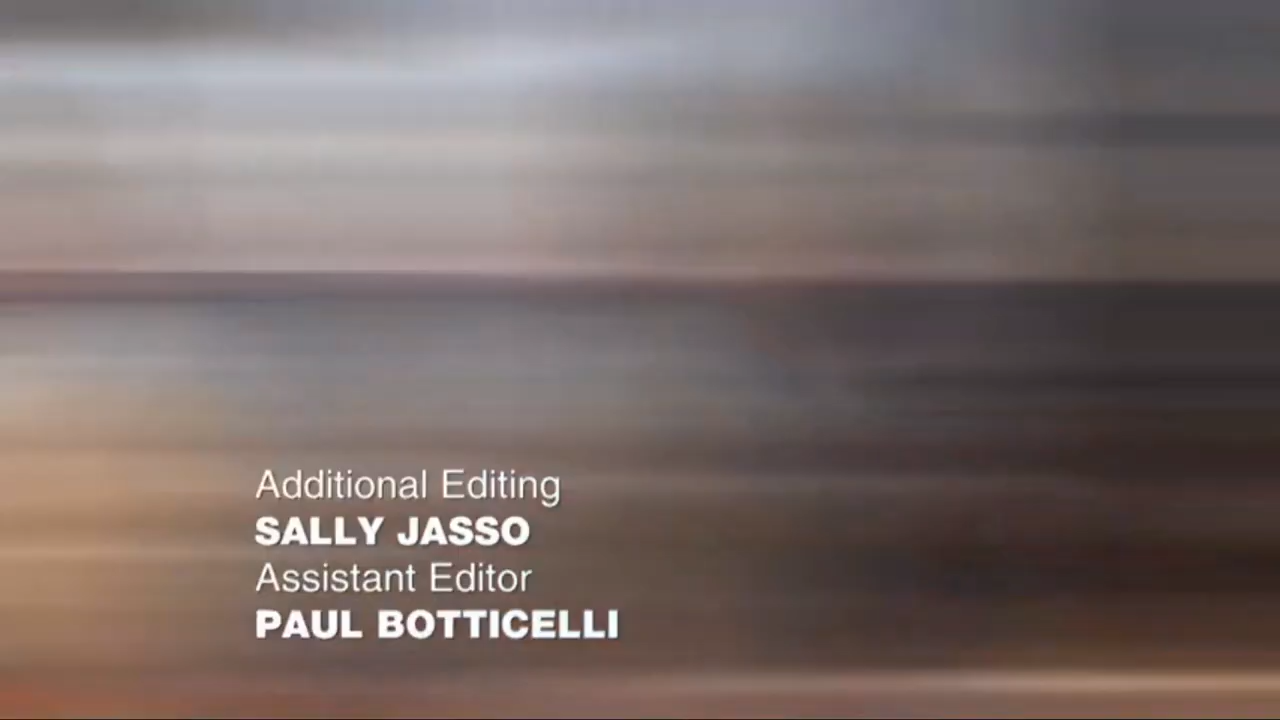 Additional Editing
SALLY JASSO
Assistant Editor
PAUL BOTTICELLI